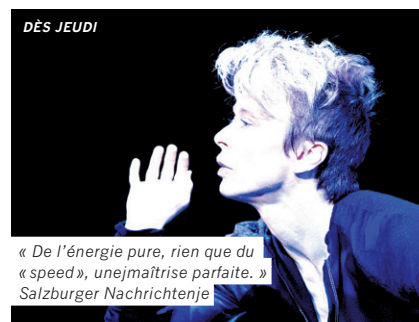 DÈS JEUDI
« De l'énergie pure, rien que du
« speed », unejmaîtrise parfaite. »
Salzburger Nachrichtenje